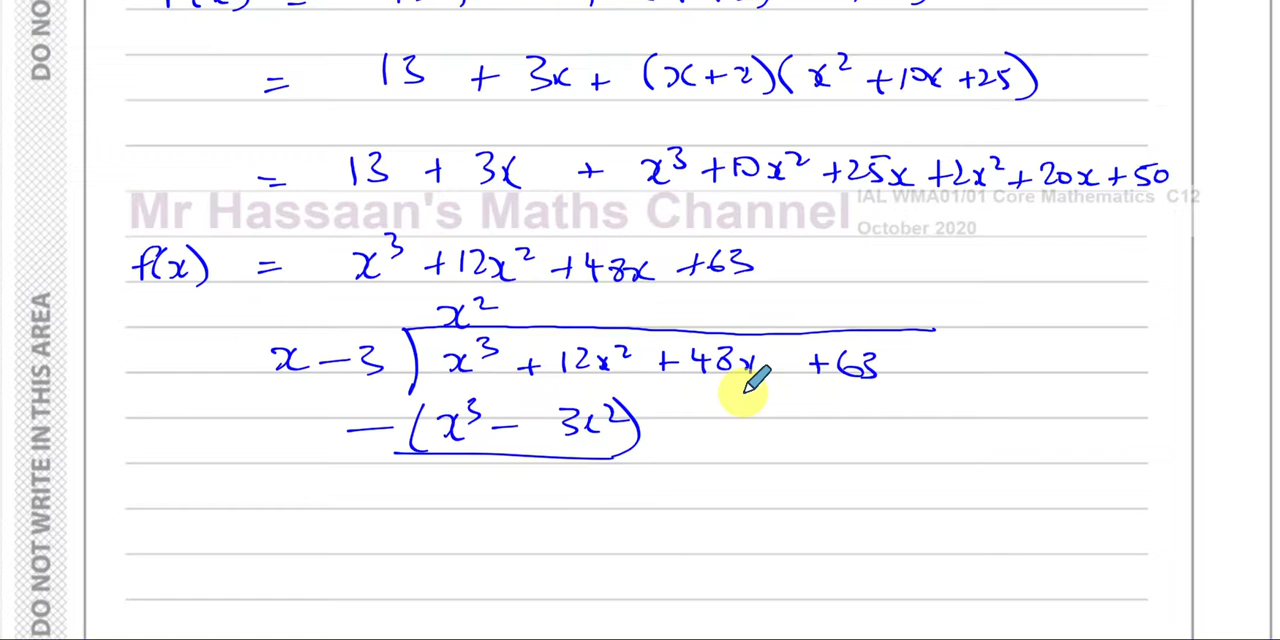 DO NO
= 13 + 3x + (x+2)(x² + 10x + 25)
= 13 + 3x + x³ + 10x² + 25x + 2x² + 20x + 50
Mr Hassaan's Maths Channel
IAL WMA01/01 Core Mathematics C12
October 2020
f(x) = x³ + 12x² + 48x + 63
x²
x - 3 ) x³ + 12x² + 48x + 63
- (x³ - 3x²)
DO NOT WRITE IN THIS AREA